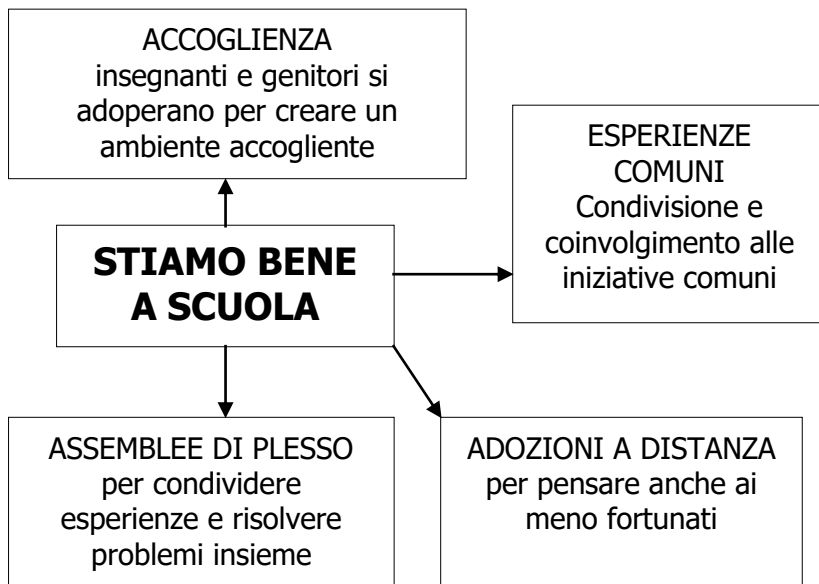 ACCOGLIENZA
insegnanti e genitori si
adoperano per creare un
ambiente accogliente
ESPERIENZE
COMUNI
Condivisione e
coinvolgimento alle
iniziative comuni
STIAMO BENE
A SCUOLA
ASSEMBLEE DI PLESSO
per condividere
esperienze e risolvere
problemi insieme
ADOZIONI A DISTANZA
per pensare anche ai
meno fortunati